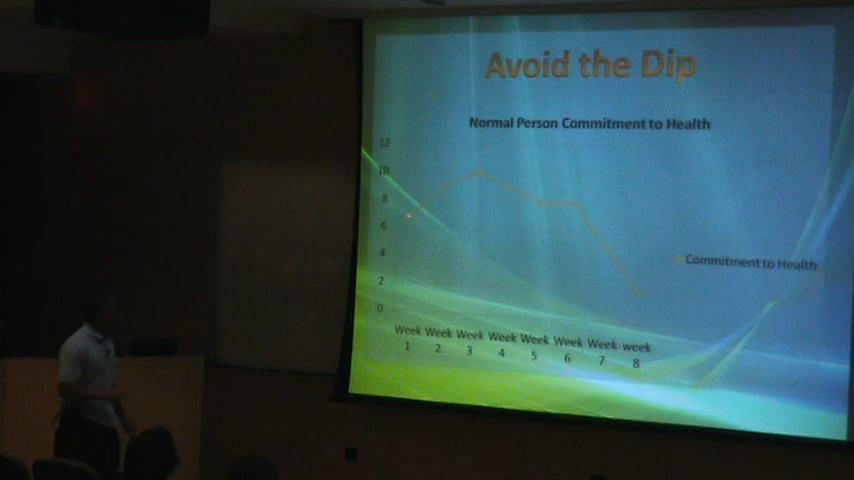 Avoid the Dip
Normal Person Commitment to Health
12
10
8
6
4
2
0
Commitment to Health
Week Week Week Week Week Week Week week
1 2 3 4 5 6 7 8